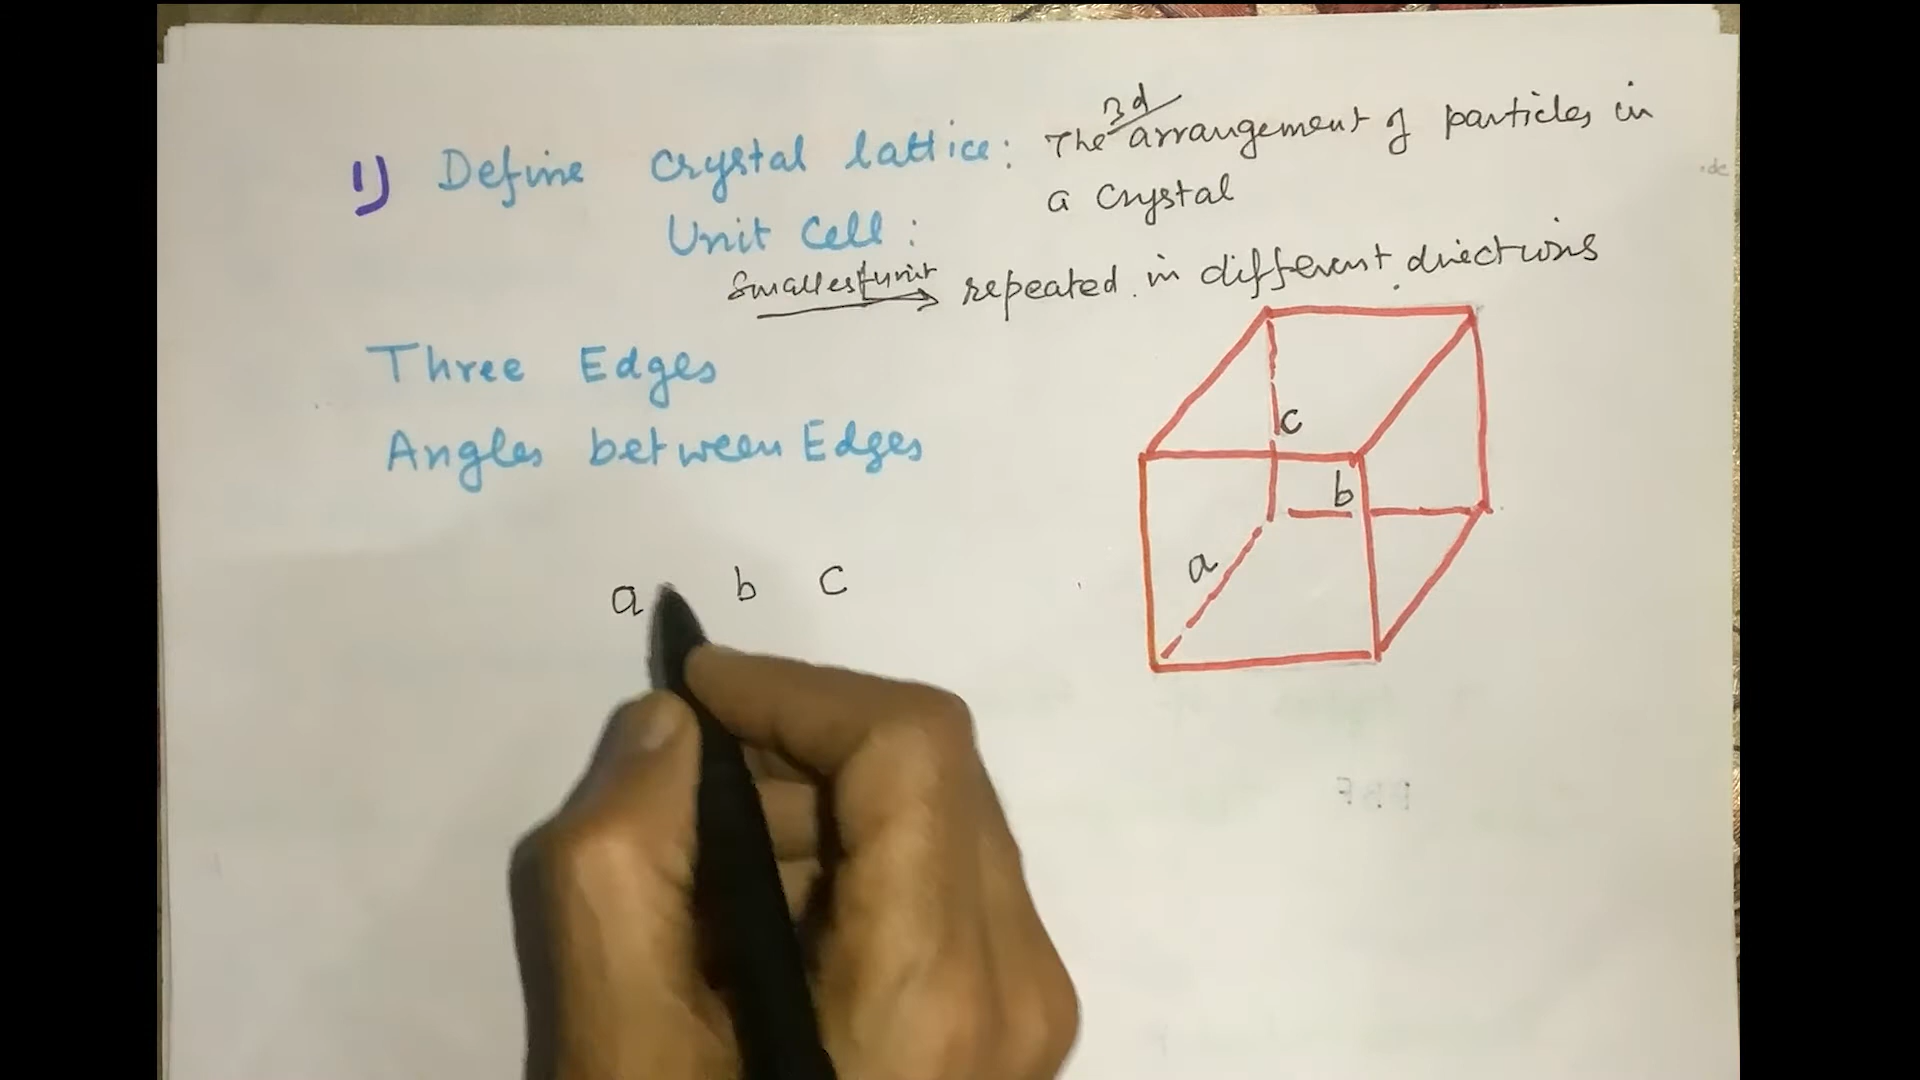 3d
1) Define crystal lattice: The arrangement of particles in
a Crystal
Unit Cell:
Smallest unit repeated in different directions
Three Edges
Angles between Edges
c
b
a
a b c